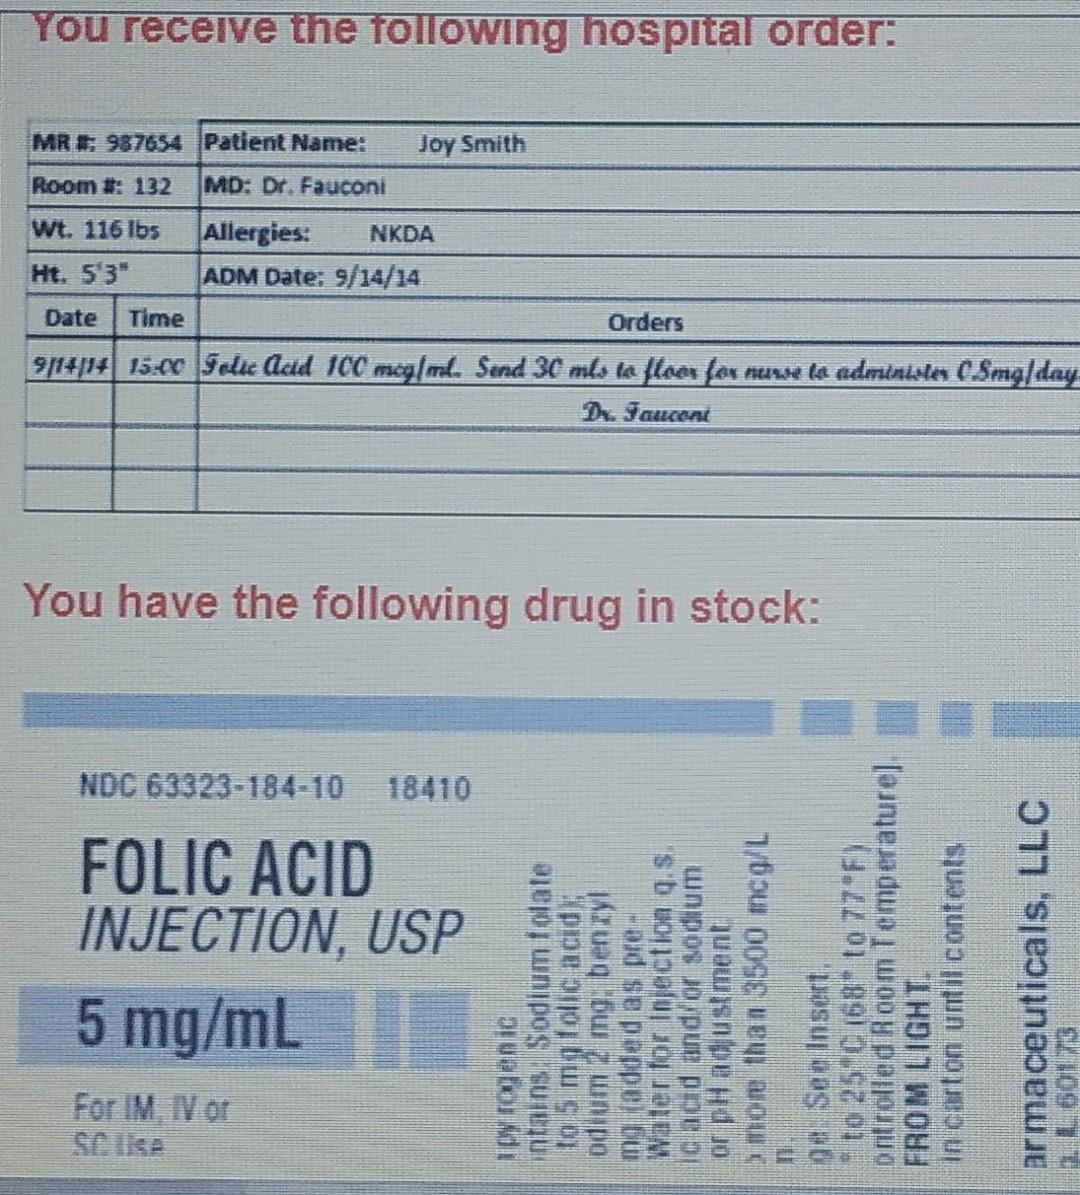 You receive the following hospital order:
MR #: 987654 Patient Name: Joy Smith
Room #: 132 MD: Dr. Fauconi
Wt. 116 lbs Allergies: NKDA
Ht. 5'3" ADM Date: 9/14/14
Date Time Orders
9/14/14 15:00 Folic Acid 100 mcg/ml. Send 30 mls to floor for nurse to administer 0.5mg/day
Dr. Fauconi
You have the following drug in stock:
NDC 63323-184-10 18410
FOLIC ACID
INJECTION, USP
5 mg/mL
For IM, IV or
SC Use
pyrogenic
ntains: Sodium folate
to 5 mg folic acid);
odium 2 mg; benzyl
mg (added as pre-
Water for Injection q.s.
ic acid and/or sodium
or pH adjustment.
more than 3500 mcg/L
n.
ge: See Insert.
° to 25°C (68° to 77°F)
ontrolled Room Temperature].
FROM LIGHT.
in carton until contents
armaceuticals, LLC
IL 60173